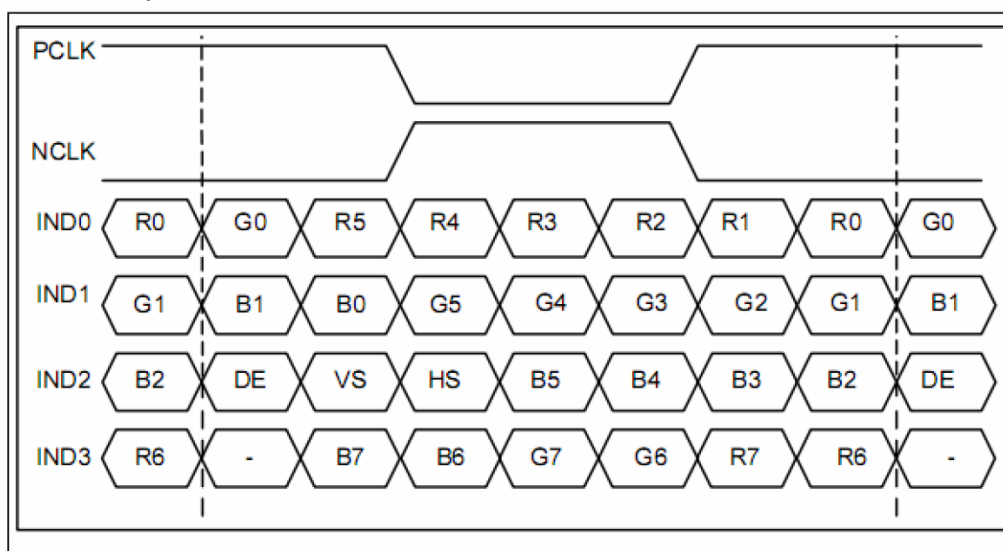 PCLK
NCLK
IND0 R0 G0 R5 R4 R3 R2 R1 R0 G0
IND1 G1 B1 B0 G5 G4 G3 G2 G1 B1
IND2 B2 DE VS HS B5 B4 B3 B2 DE
IND3 R6 - B7 B6 G7 G6 R7 R6 -